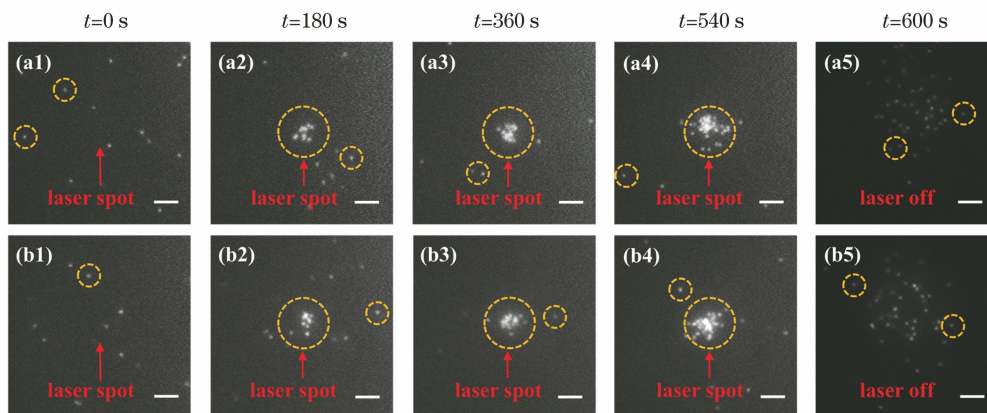 t=0 s
t=180 s
t=360 s
t=540 s
t=600 s
(a1)
laser spot
(a2)
laser spot
(a3)
laser spot
(a4)
laser spot
(a5)
laser off
(b1)
laser spot
(b2)
laser spot
(b3)
laser spot
(b4)
laser spot
(b5)
laser off